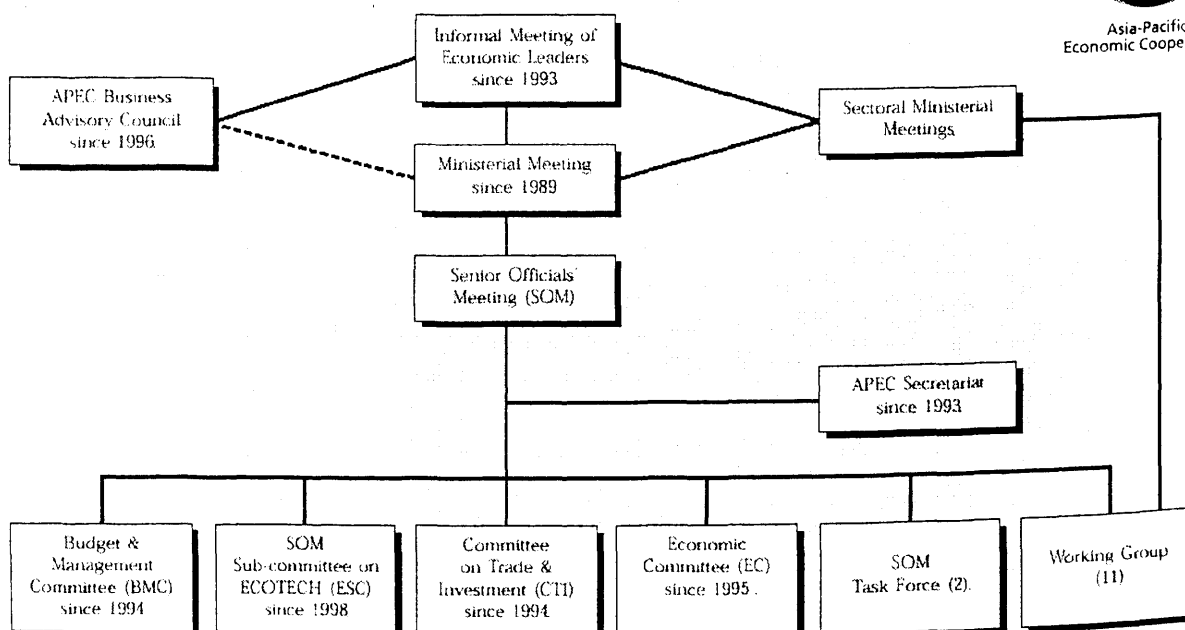 Asia-Pacific
Economic Coope
Informal Meeting of
Economic Leaders
since 1993
APEC Business
Advisory Council
since 1996
Sectoral Ministerial
Meetings
Ministerial Meeting
since 1989
Senior Officials'
Meeting (SOM)
APEC Secretariat
since 1993
Budget &
Management
Committee (BMC)
since 1994
SOM
Sub-committee on
ECOTECH (ESC)
since 1998
Committee
on Trade &
Investment (CTI)
since 1994
Economic
Committee (EC)
since 1995.
SOM
Task Force (2).
Working Group
(11)